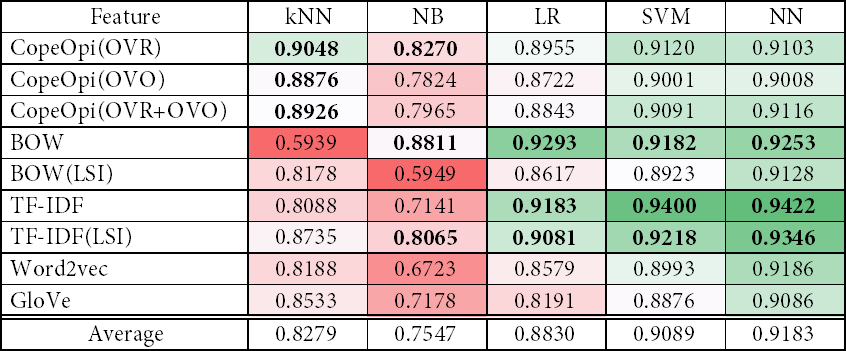 Feature kNN NB LR SVM NN
CopeOpi(OVR) 0.9048 0.8270 0.8955 0.9120 0.9103
CopeOpi(OVO) 0.8876 0.7824 0.8722 0.9001 0.9008
CopeOpi(OVR+OVO) 0.8926 0.7965 0.8843 0.9091 0.9116
BOW 0.5939 0.8811 0.9293 0.9182 0.9253
BOW(LSI) 0.8178 0.5949 0.8617 0.8923 0.9128
TF-IDF 0.8088 0.7141 0.9183 0.9400 0.9422
TF-IDF(LSI) 0.8735 0.8065 0.9081 0.9218 0.9346
Word2vec 0.8188 0.6723 0.8579 0.8993 0.9186
GloVe 0.8533 0.7178 0.8191 0.8876 0.9086
Average 0.8279 0.7547 0.8830 0.9089 0.9183